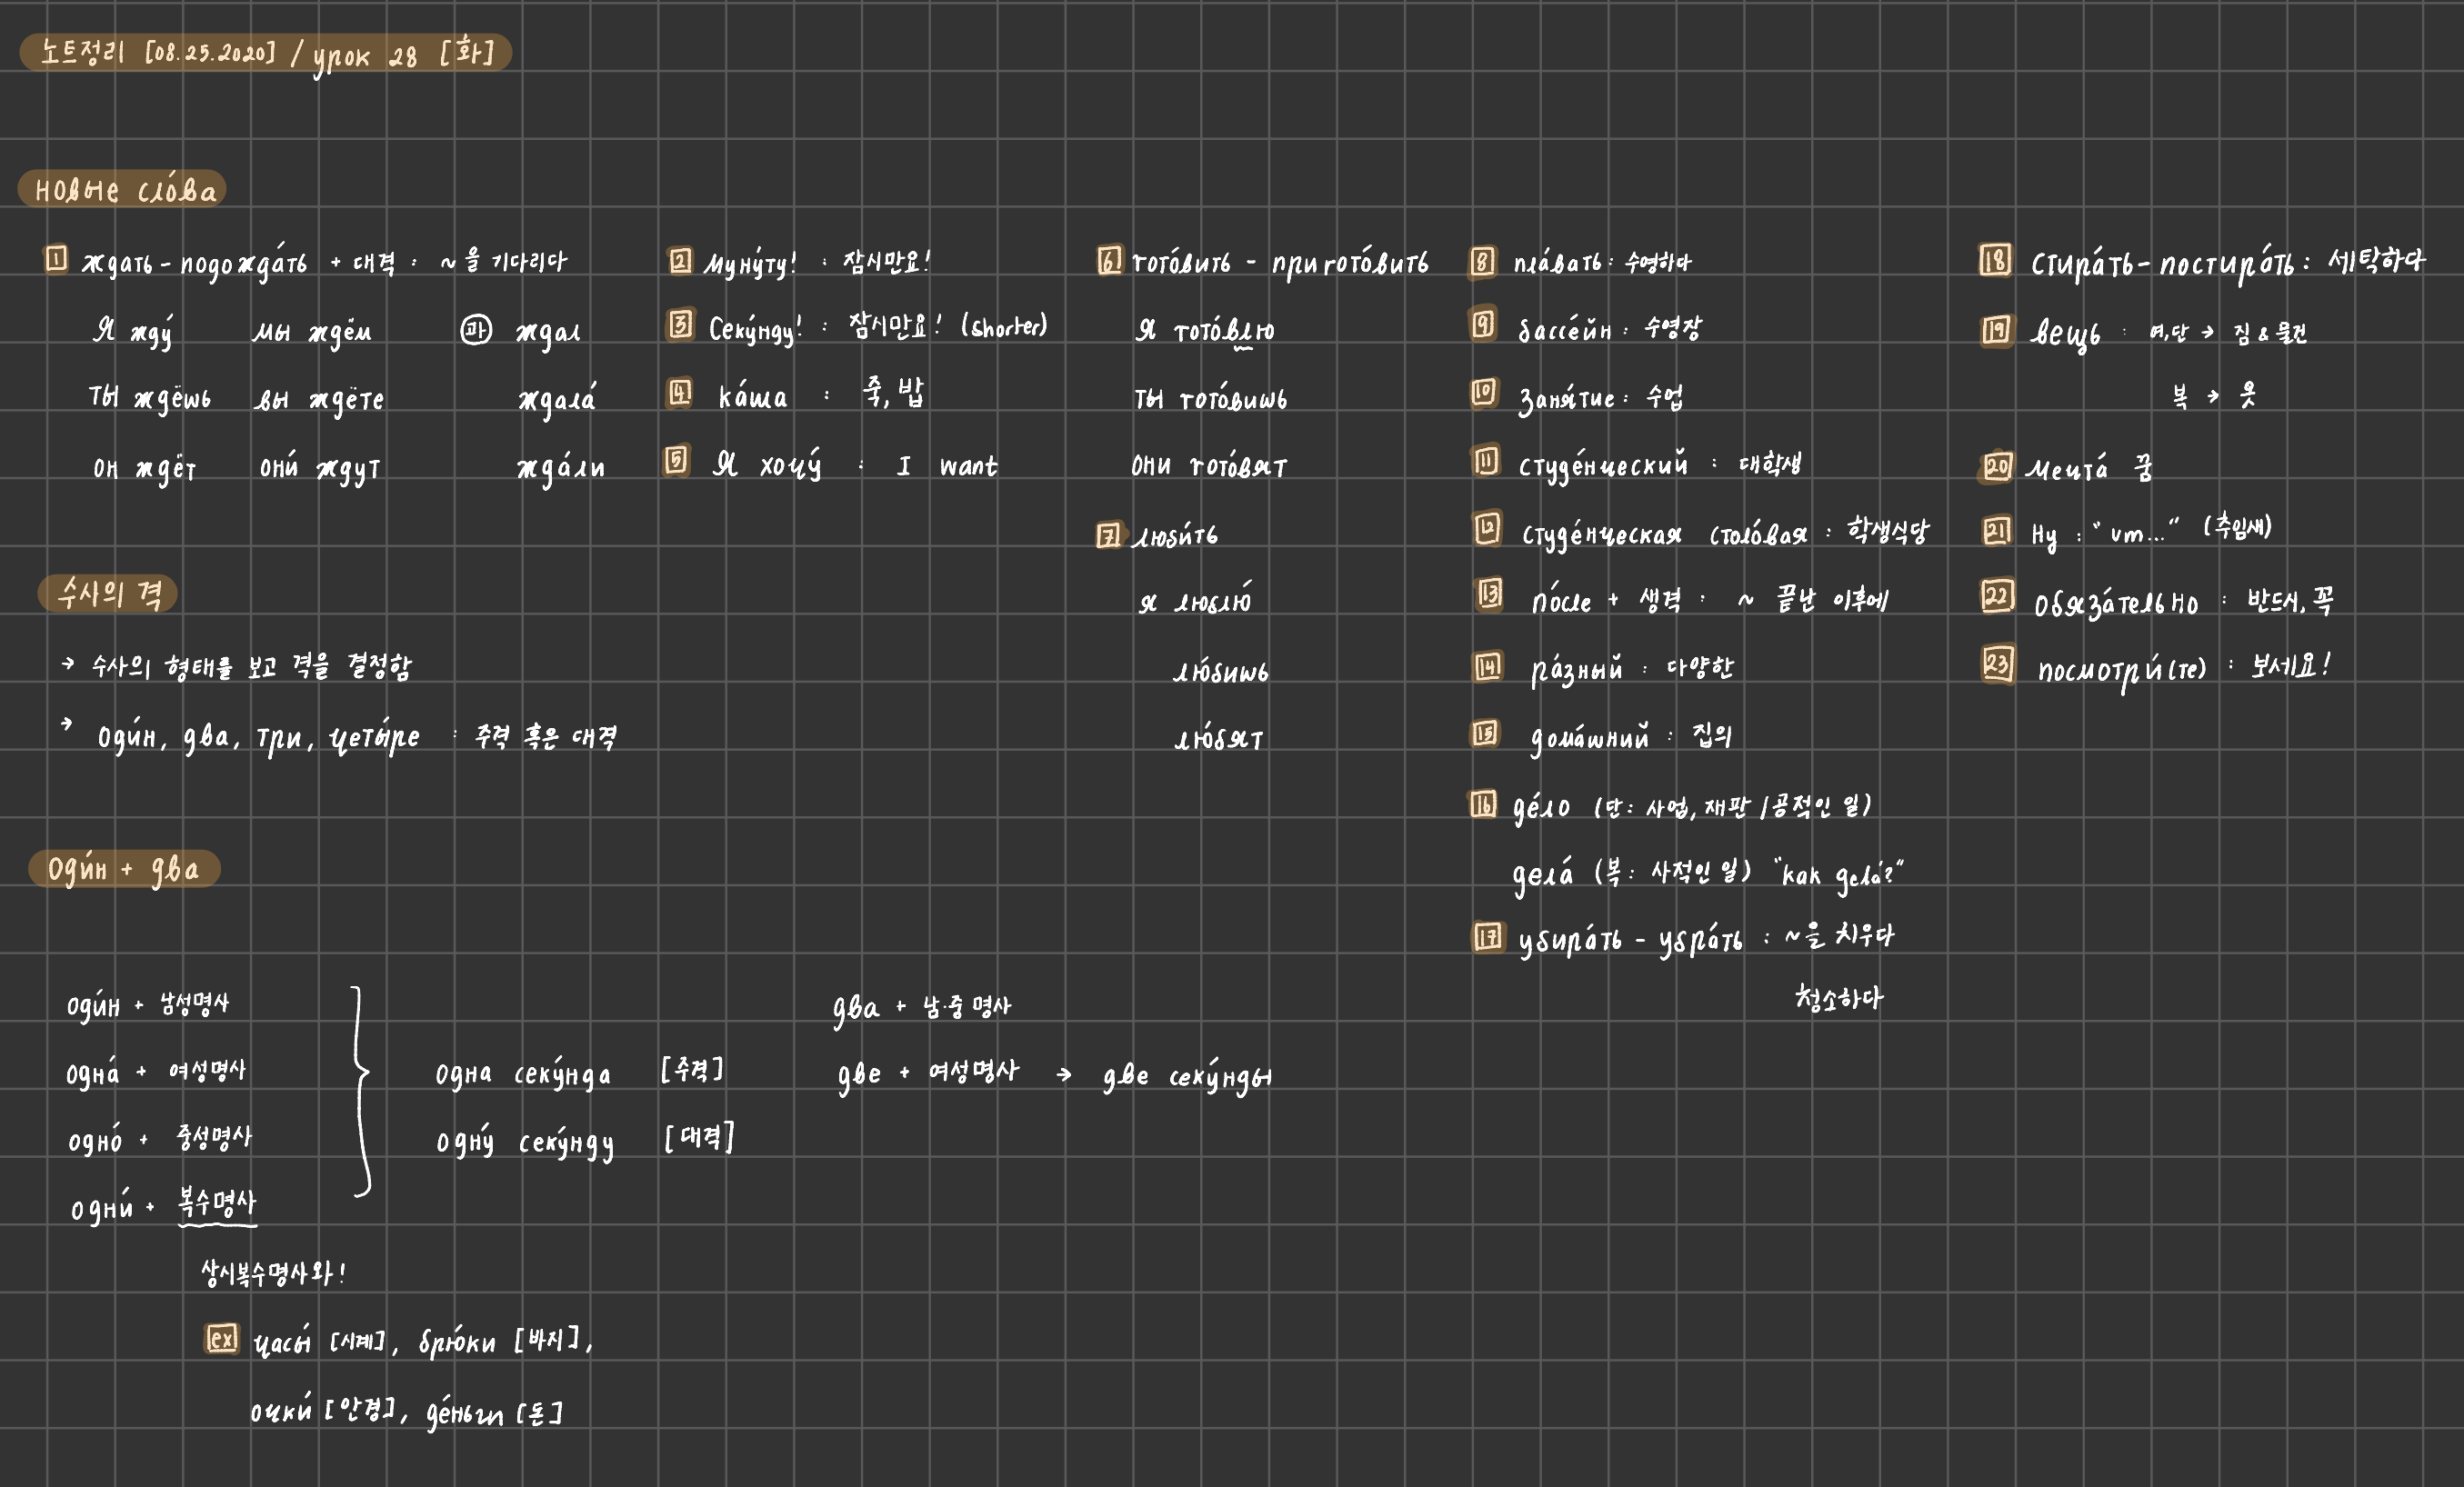 노트정리 [08.25.2020] / урок 28 [화]
новые сло́ва
1 ждать - подожда́ть + 대격 : ~을 기다리다
Я жду́ мы ждём 과 ждал
ты ждёшь вы ждёте ждала́
он ждёт они́ ждут жда́ли
2 Муну́ту! : 잠시만요!
3 Секу́нду! : 잠시만요! (shorter)
4 ка́ша : 죽, 밥
5 Я хочу́ : I want
6 гото́вить - пригото́вить
я гото́влю
ты гото́вишь
они гото́вят
7 люби́ть
я люблю́
лю́бишь
лю́бят
8 пла́вать : 수영하다
9 бассе́йн : 수영장
10 Заня́тие : 수업
11 студе́нческий : 대학생
12 студе́нческая столо́вая : 학생식당
13 по́сле + 생격 : ~ 끝난 이후에
14 ра́зный : 다양한
15 дома́шний : 집의
16 де́ло (단 : 사업, 재판 / 공적인 일)
дела́ (복 : 사적인 일) "как дела́?"
17 убира́ть - убра́ть : ~을 치우다
청소하다
18 стира́ть - постира́ть : 세탁하다
19 вещь : 여,단 → 짐 & 물건
복 → 옷
20 мечта́ 꿈
21 ну : "um..." (추임새)
22 обяза́тельно : 반드시, 꼭
23 посмотри́(те) : 보세요!
수사의 격
→ 수사의 형태를 보고 격을 결정함
→ оди́н, два, три, четы́ре : 주격 혹은 대격
Оди́н + два
оди́н + 남성명사
одна́ + 여성명사
одно́ + 중성명사
одни́ + 복수명사
상시복수명사와!
ex часы́ [시계], брю́ки [바지],
очки́ [안경], де́ньги [돈]
одна секу́нда [주격]
одну́ секу́нду [대격]
два + 남·중 명사
две + 여성명사 → две секу́нды